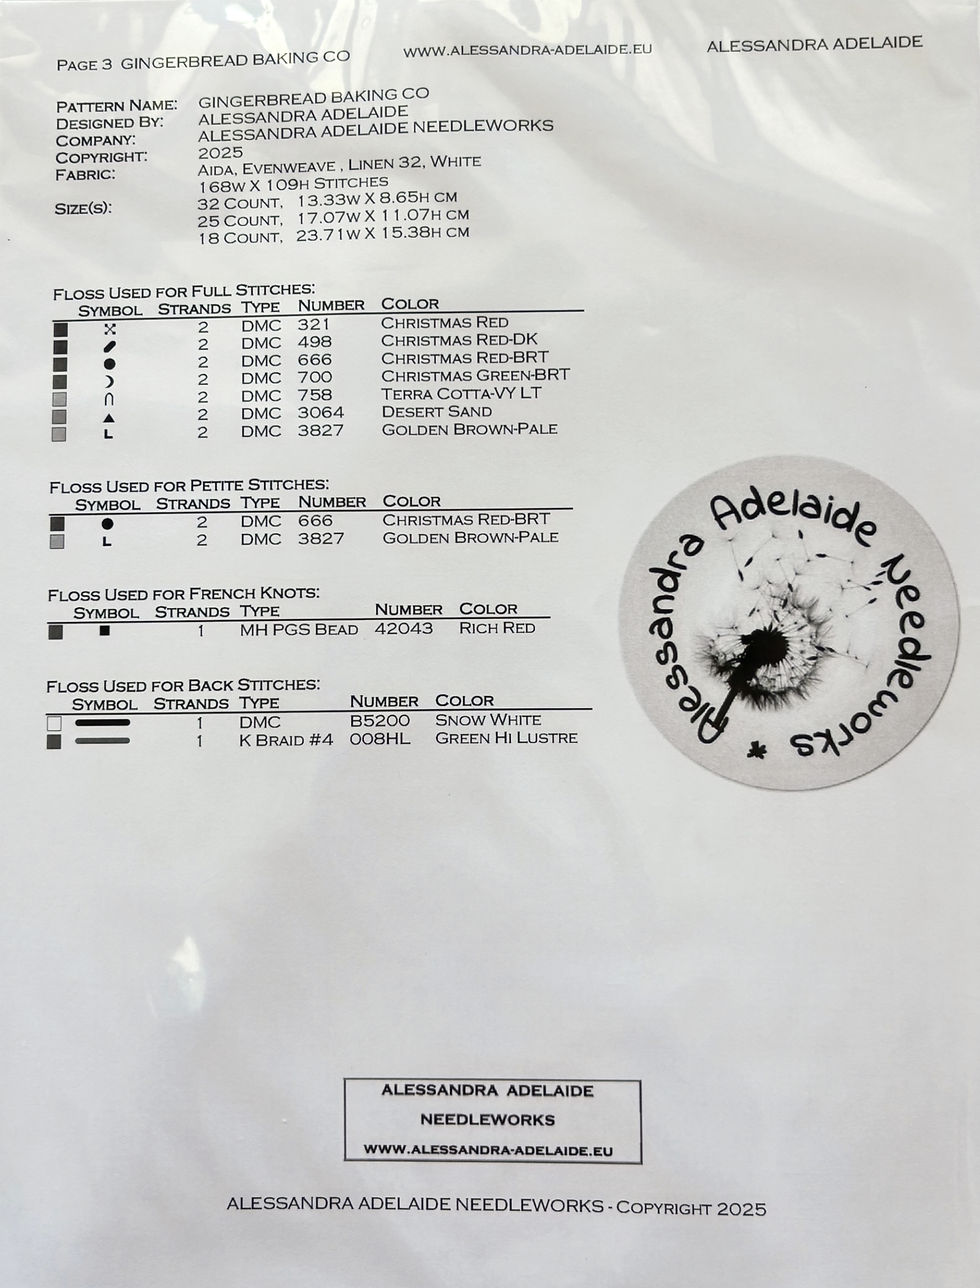 PAGE 3 GINGERBREAD BAKING CO WWW.ALESSANDRA-ADELAIDE.EU ALESSANDRA ADELAIDE
PATTERN NAME: GINGERBREAD BAKING CO
DESIGNED BY: ALESSANDRA ADELAIDE
COMPANY: ALESSANDRA ADELAIDE NEEDLEWORKS
COPYRIGHT: 2025
FABRIC: AIDA, EVENWEAVE , LINEN 32, WHITE
168W X 109H STITCHES
SIZE(S): 32 COUNT, 13.33W X 8.65H CM
25 COUNT, 17.07W X 11.07H CM
18 COUNT, 23.71W X 15.38H CM
FLOSS USED FOR FULL STITCHES:
SYMBOL STRANDS TYPE NUMBER COLOR
2 DMC 321 CHRISTMAS RED
2 DMC 498 CHRISTMAS RED-DK
2 DMC 666 CHRISTMAS RED-BRT
2 DMC 700 CHRISTMAS GREEN-BRT
2 DMC 758 TERRA COTTA-VY LT
2 DMC 3064 DESERT SAND
L 2 DMC 3827 GOLDEN BROWN-PALE
FLOSS USED FOR PETITE STITCHES:
SYMBOL STRANDS TYPE NUMBER COLOR
2 DMC 666 CHRISTMAS RED-BRT
L 2 DMC 3827 GOLDEN BROWN-PALE
FLOSS USED FOR FRENCH KNOTS:
SYMBOL STRANDS TYPE NUMBER COLOR
1 MH PGS BEAD 42043 RICH RED
FLOSS USED FOR BACK STITCHES:
SYMBOL STRANDS TYPE NUMBER COLOR
1 DMC B5200 SNOW WHITE
1 K BRAID #4 008HL GREEN HI LUSTRE
Alessandra Adelaide Needleworks *
ALESSANDRA ADELAIDE
NEEDLEWORKS
WWW.ALESSANDRA-ADELAIDE.EU
ALESSANDRA ADELAIDE NEEDLEWORKS - COPYRIGHT 2025